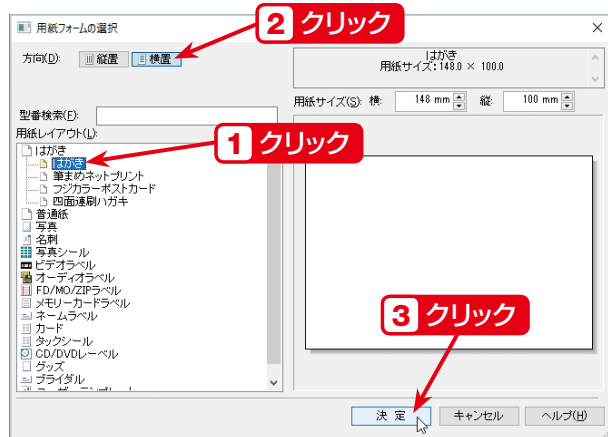 用紙フォームの選択
2 クリック
方向(D):
縦置
横置
はがき
用紙サイズ: 148.0 × 100.0
用紙サイズ(S): 横: 148 mm 縦: 100 mm
型番検索(F):
用紙レイアウト(L):
1 クリック
はがき
はがき
筆まめネットプリント
フジカラーポストカード
四面連刷ハガキ
普通紙
写真
名刺
写真シール
ビデオラベル
オーディオラベル
FD/MO/ZIPラベル
メモリーカードラベル
ネームラベル
カード
タックシール
CD/DVDレーベル
グッズ
ブライダル
3 クリック
決 定
キャンセル
ヘルプ(H)